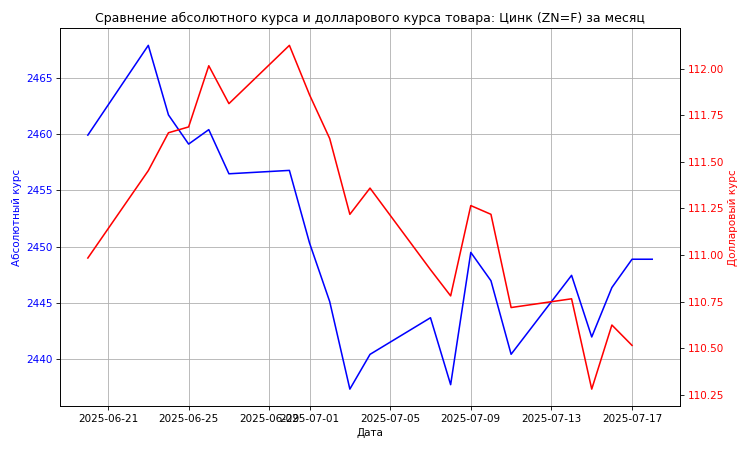 Сравнение абсолютного курса и долларового курса товара: Цинк (ZN=F) за месяц
2465
2460
2455
2450
2445
2440
Абсолютный курс
112.00
111.75
111.50
111.25
111.00
110.75
110.50
110.25
Долларовый курс
2025-06-21 2025-06-25 2025-06-29 2025-07-01 2025-07-05 2025-07-09 2025-07-13 2025-07-17
Дата